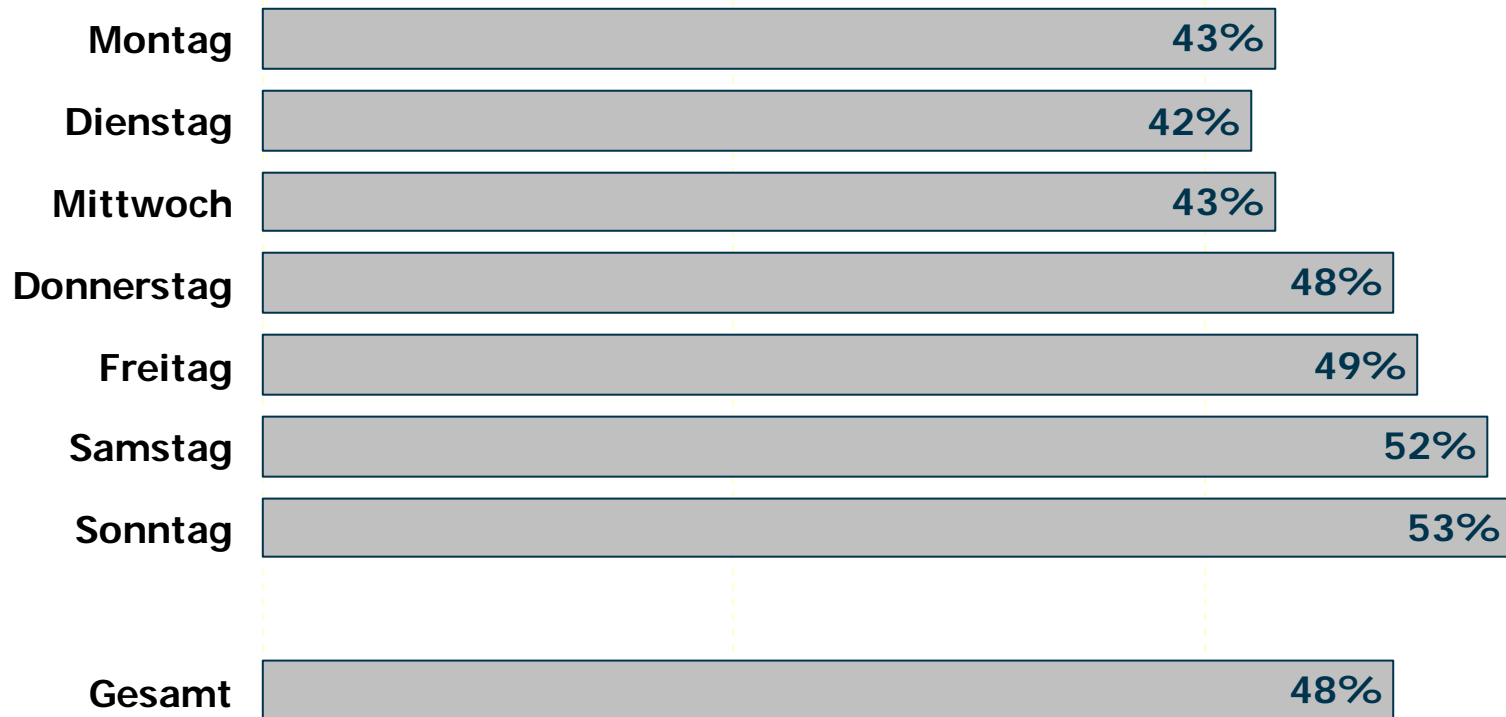 Montag 43%
Dienstag 42%
Mittwoch 43%
Donnerstag 48%
Freitag 49%
Samstag 52%
Sonntag 53%
Gesamt 48%